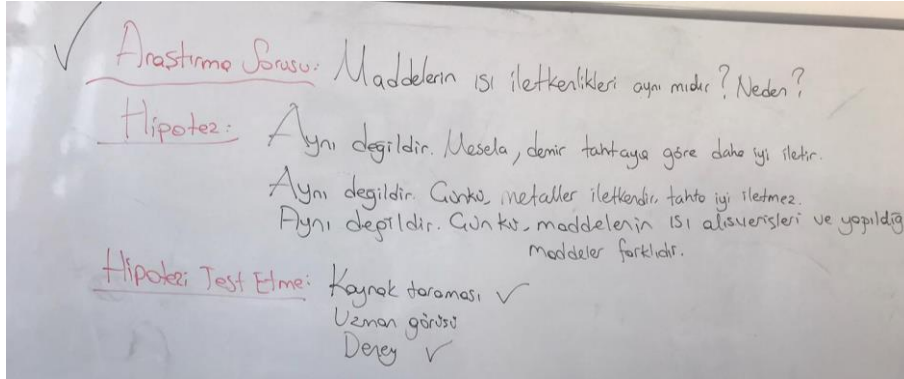 ✓ Araştırma Sorusu: Maddelerin ısı iletkenlikleri aynı mıdır? Neden?
Hipotez: Aynı değildir. Mesela, demir tahtaya göre daha iyi iletir.
Aynı değildir. Çünkü, metaller iletkendir, tahta iyi iletmez.
Aynı değildir. Çünkü, maddelerin ısı alışverişleri ve yapıldığ
maddeler farklıdır.
Hipotezi Test Etme: Kaynak taraması ✓
Uzman görüşü
Deney ✓